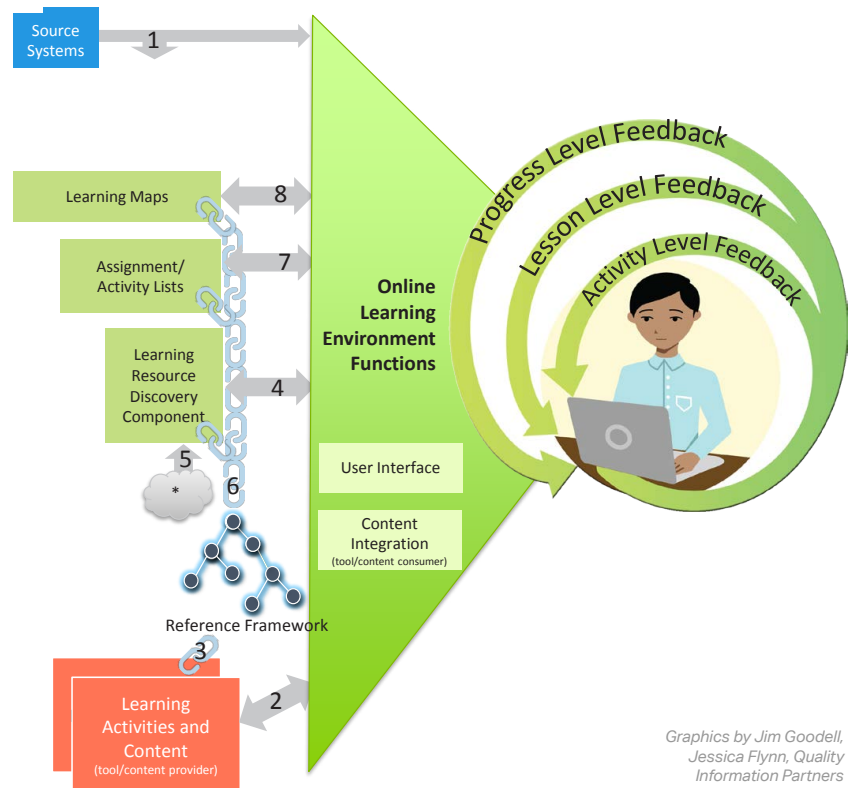 Source
Systems
1
Progress Level Feedback
Lesson Level Feedback
Activity Level Feedback
Learning Maps
8
Assignment/
Activity Lists
7
Online
Learning
Environment
Functions
Learning
Resource
Discovery
Component
4
5
*
6
User Interface
Content
Integration
(tool/content consumer)
Reference Framework
3
2
Learning
Activities and
Content
(tool/content provider)
Graphics by Jim Goodell,
Jessica Flynn, Quality
Information Partners